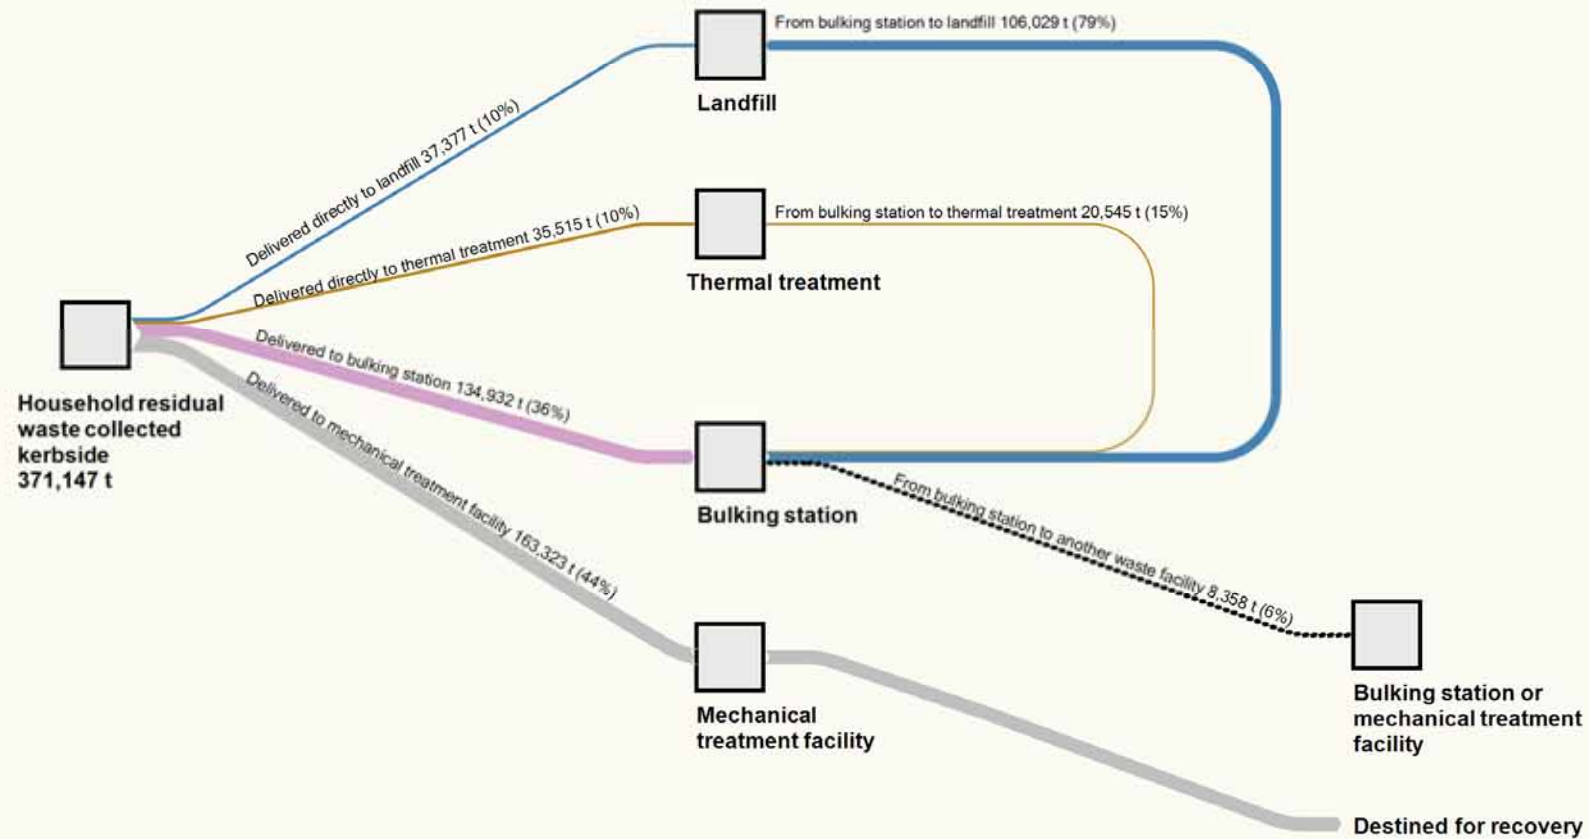 From bulking station to landfill 106,029 t (79%)
Landfill
Delivered directly to landfill 37,377 t (10%)
From bulking station to thermal treatment 20,545 t (15%)
Delivered directly to thermal treatment 35,515 t (10%)
Thermal treatment
Household residual
waste collected
kerbside
371,147 t
Delivered to bulking station 134,932 t (36%)
Delivered to mechanical treatment facility 163,323 t (44%)
Bulking station
From bulking station to another waste facility 8,358 t (6%)
Mechanical
treatment facility
Bulking station or
mechanical treatment
facility
Destined for recovery